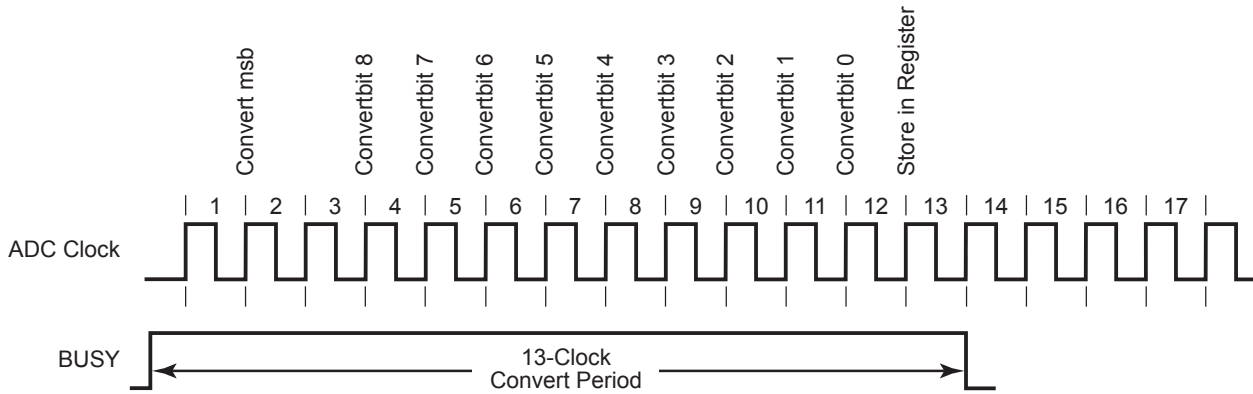 Convert msb
Convertbit 8
Convertbit 7
Convertbit 6
Convertbit 5
Convertbit 4
Convertbit 3
Convertbit 2
Convertbit 1
Convertbit 0
Store in Register
1 2 3 4 5 6 7 8 9 10 11 12 13 14 15 16 17
ADC Clock
BUSY
13-Clock
Convert Period